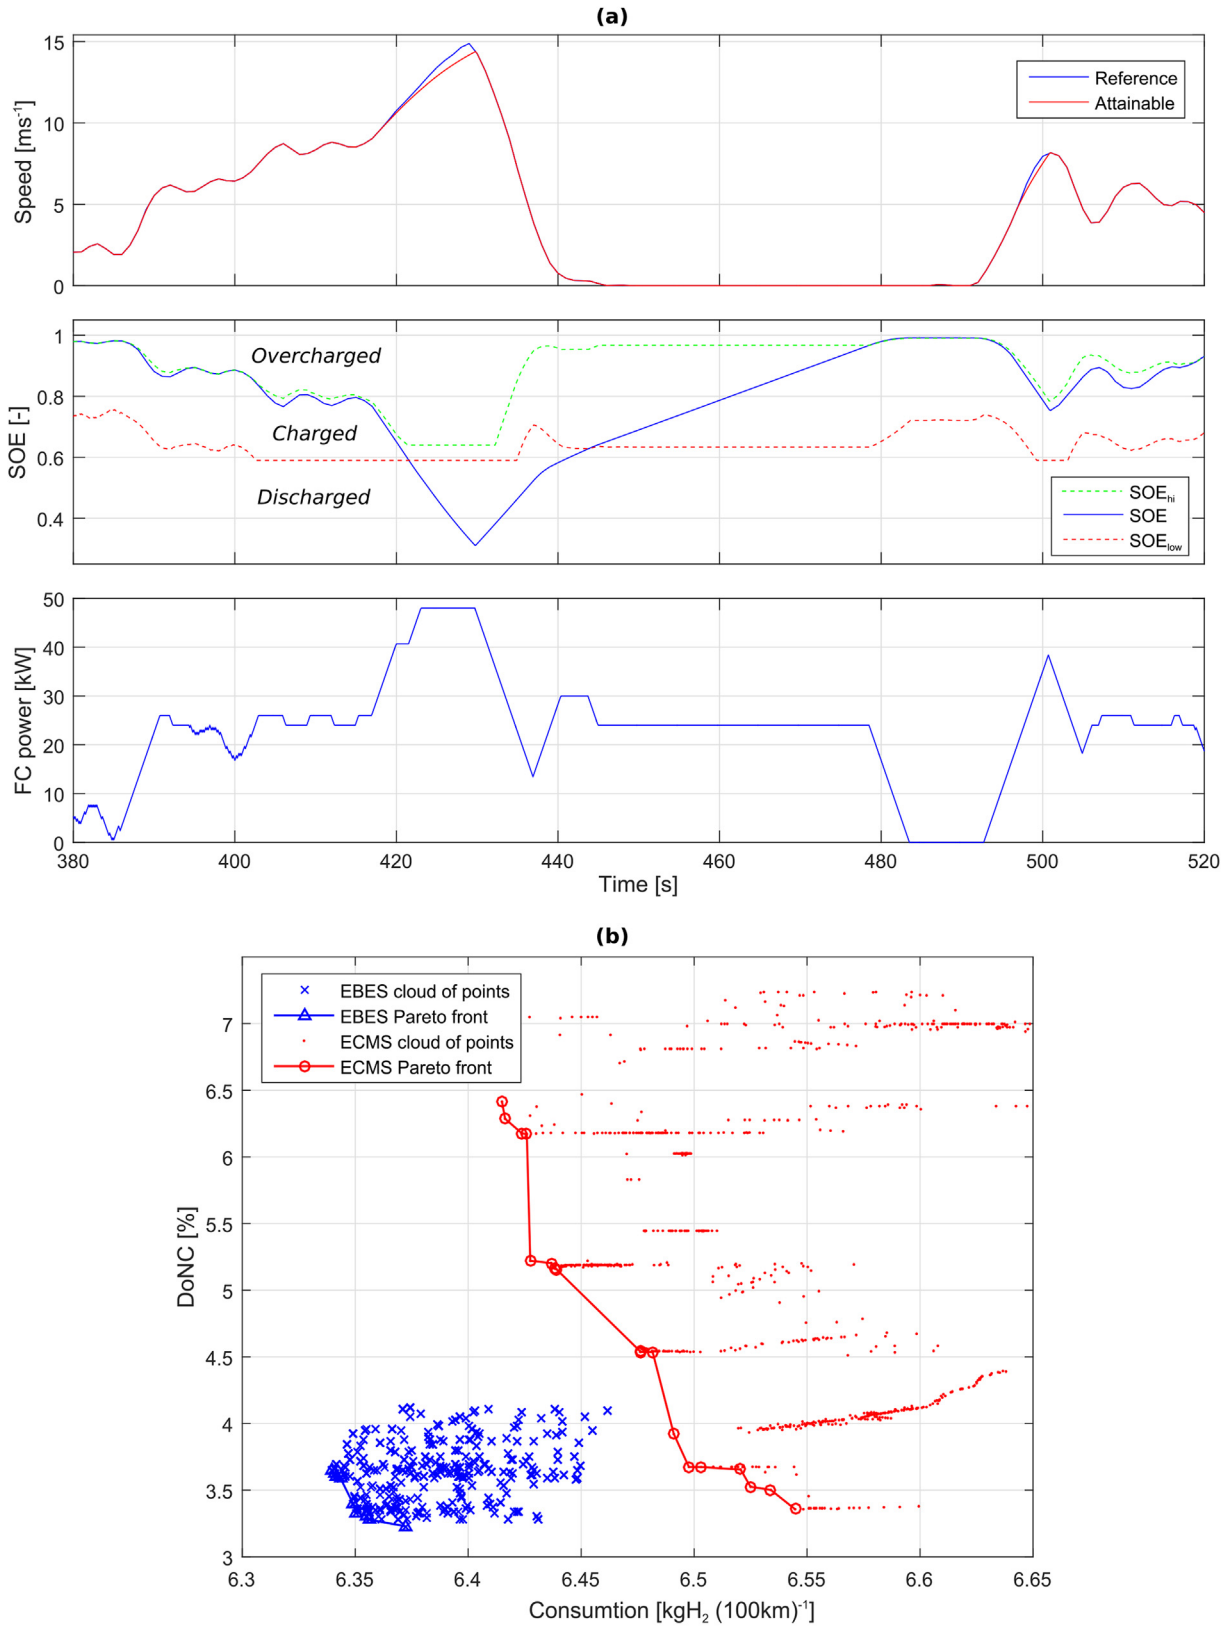 (a)
15
10
5
0
Speed [ms-1]
Reference
Attainable
1
0.8
0.6
0.4
SOE [-]
Overcharged
Charged
Discharged
SOEhi
SOE
SOElow
50
40
30
20
10
0
FC power [kW]
380 400 420 440 460 480 500 520
Time [s]
(b)
EBES cloud of points
EBES Pareto front
ECMS cloud of points
ECMS Pareto front
7
6.5
6
5.5
5
4.5
4
3.5
3
DoNC [%]
6.3 6.35 6.4 6.45 6.5 6.55 6.6 6.65
Consumtion [kgH2 (100km)-1]